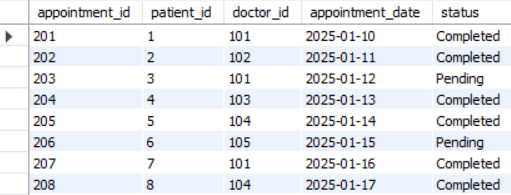 appointment_id patient_id doctor_id appointment_date status
201 1 101 2025-01-10 Completed
202 2 102 2025-01-11 Completed
203 3 101 2025-01-12 Pending
204 4 103 2025-01-13 Completed
205 5 104 2025-01-14 Completed
206 6 105 2025-01-15 Pending
207 7 101 2025-01-16 Completed
208 8 104 2025-01-17 Completed